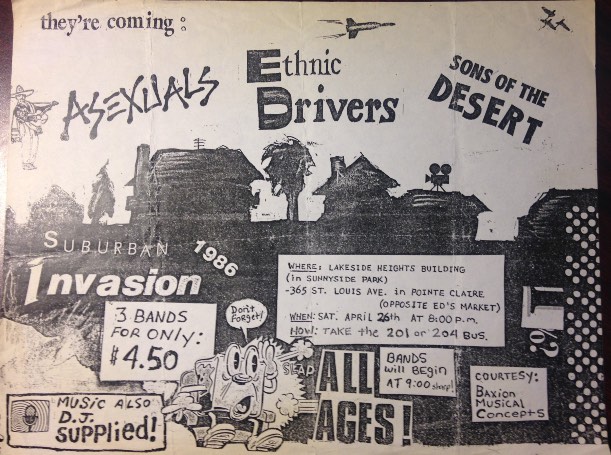 they're coming:
ASEXUALS
Ethnic
Drivers
SONS OF THE
DESERT
SUBURBAN
Invasion
1986
WHERE: LAKESIDE HEIGHTS BUILDING
(in SUNNYSIDE PARK)
-365 ST. LOUIS AVE. in POINTE CLAIRE
(OPPOSITE ED'S MARKET)
WHEN: SAT. APRIL 26th AT 8:00 p.m.
HOW: TAKE the 201 or 204 BUS.
3 BANDS
FOR ONLY:
$4.50
Don't
forget!
SLAP
ALL
AGES!
BANDS
will Begin
AT 9:00 sharp!
COURTESY:
BAXION
MUSICAL
CONCEPTS
MUSIC ALSO
D.J.
SUPPLIED!